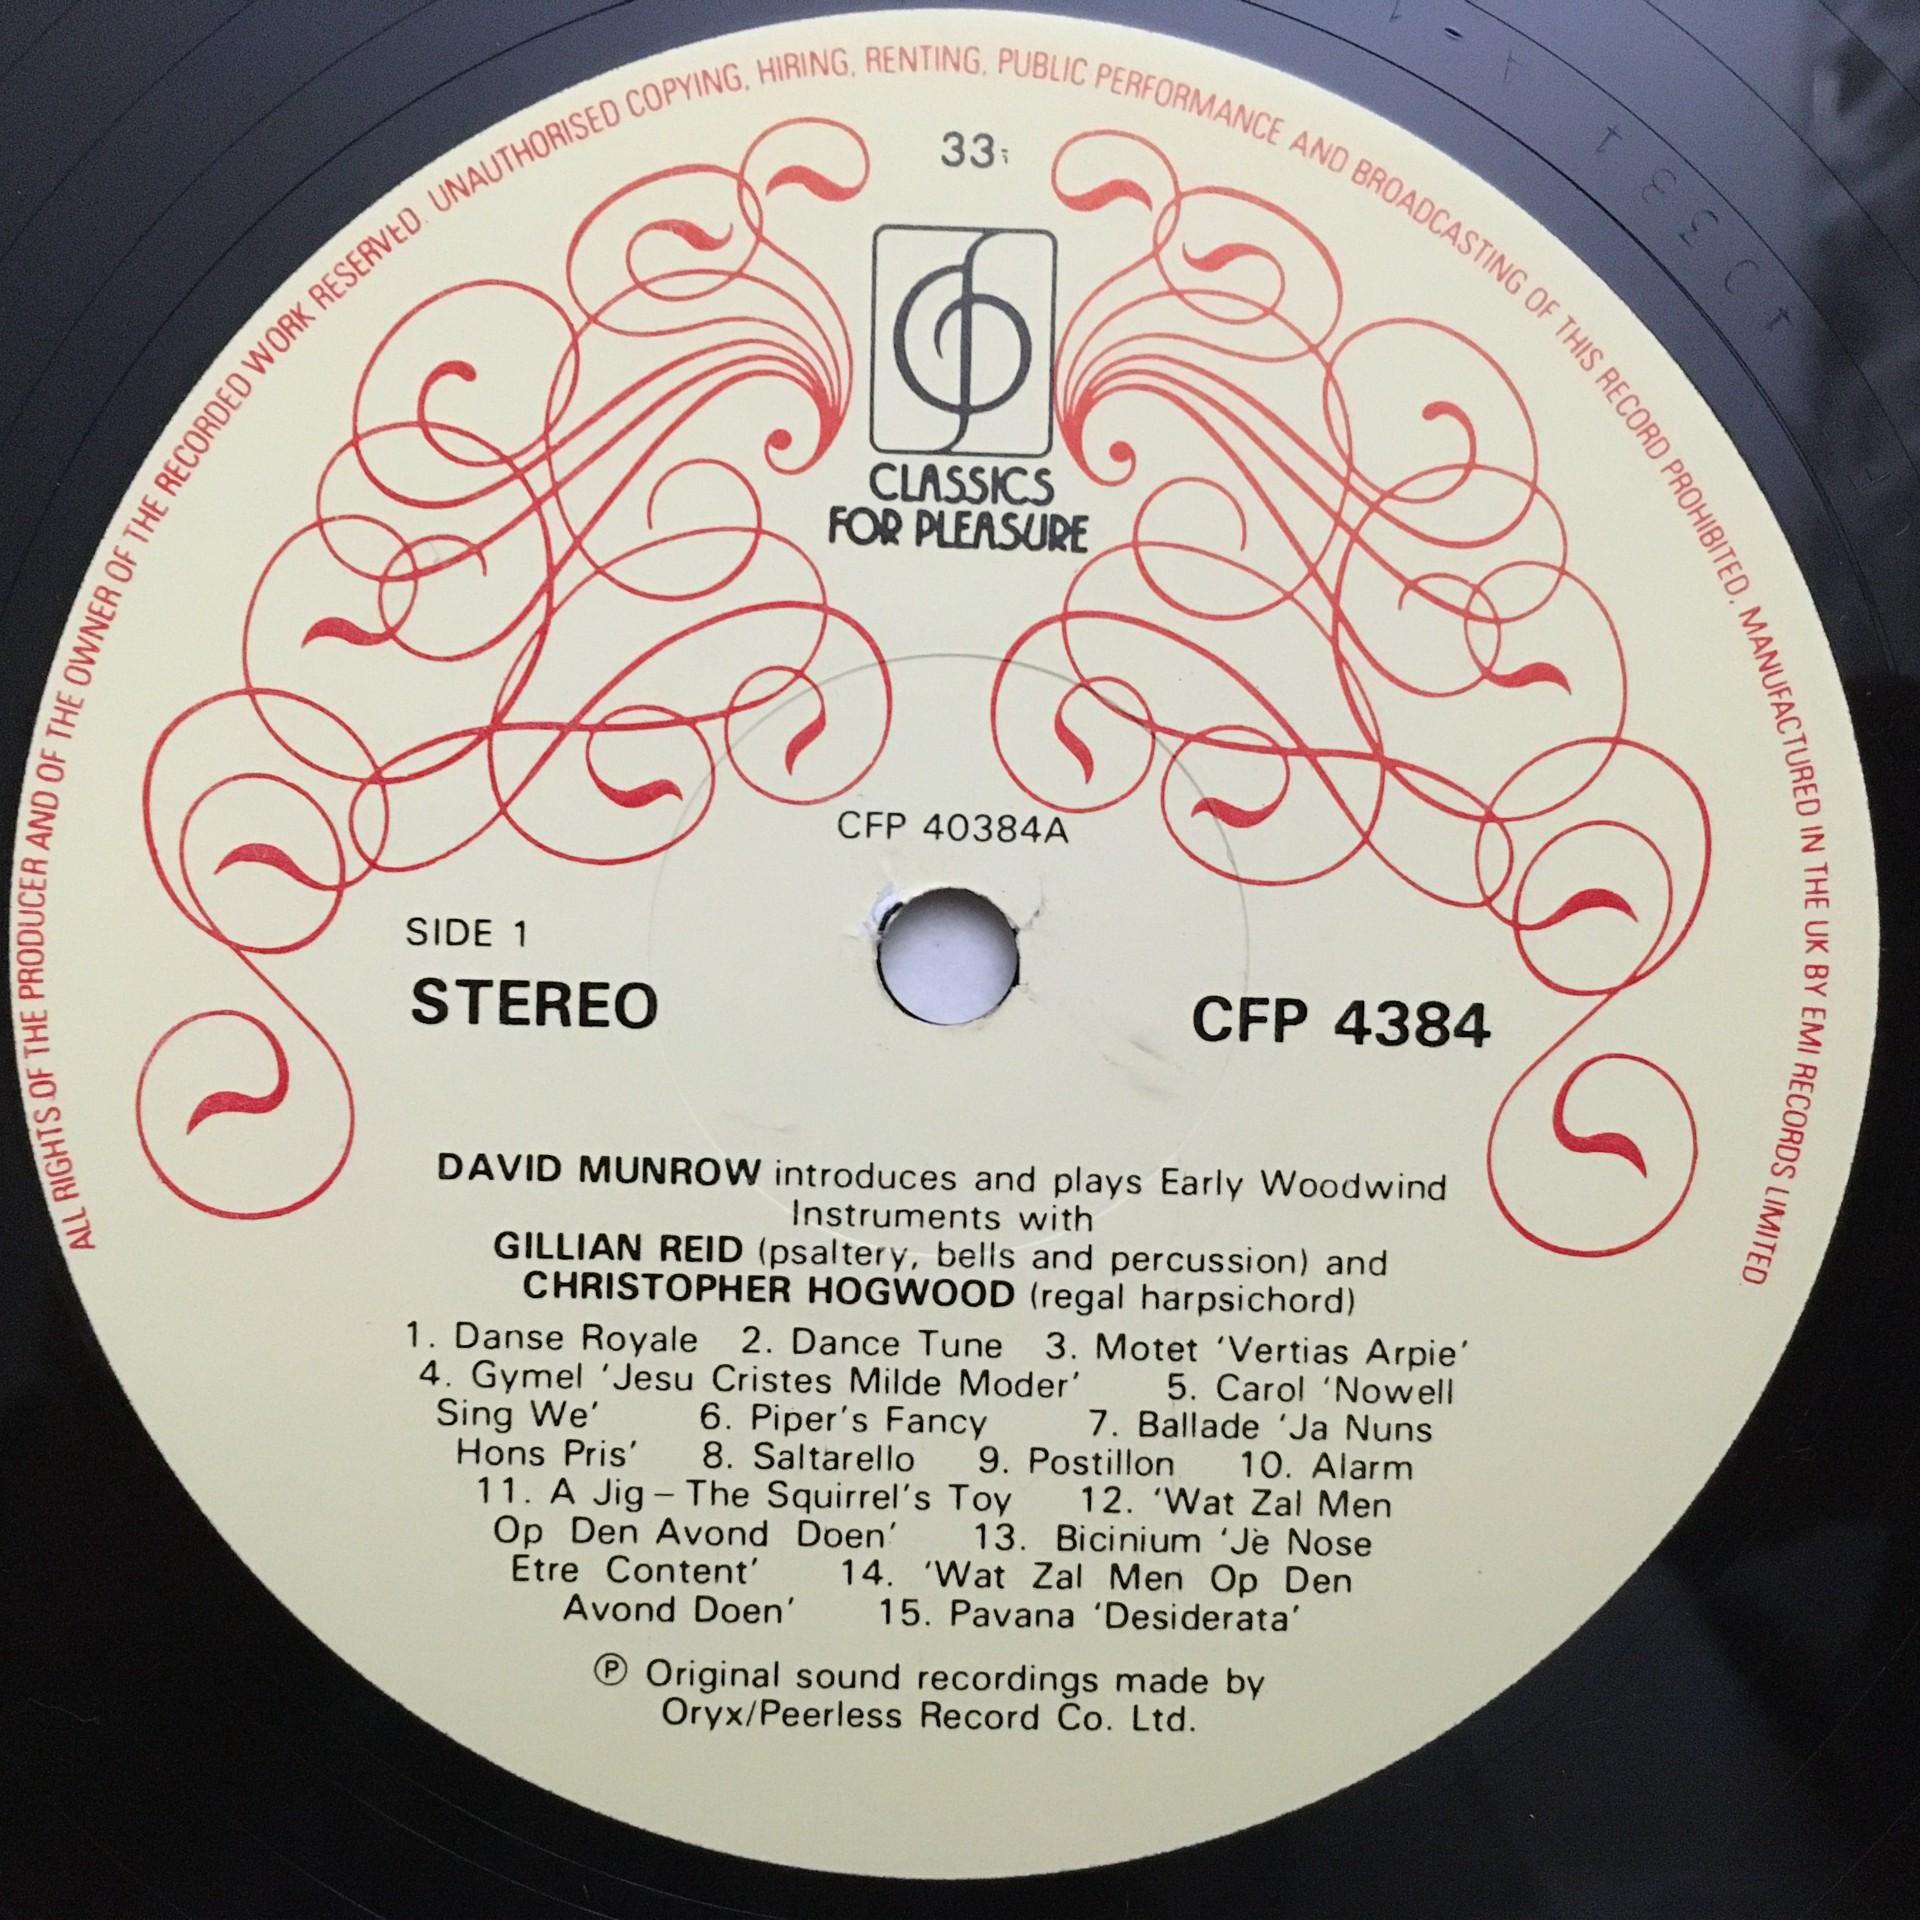 ALL RIGHTS OF THE PRODUCER AND OF THE OWNER OF THE RECORDED WORK RESERVED. UNAUTHORISED COPYING, HIRING, RENTING, PUBLIC PERFORMANCE AND BROADCASTING OF THIS RECORD PROHIBITED. MANUFACTURED IN THE UK BY EMI RECORDS LIMITED
33
CLASSICS
FOR PLEASURE
CFP 40384A
SIDE 1
STEREO
CFP 4384
DAVID MUNROW introduces and plays Early Woodwind
Instruments with
GILLIAN REID (psaltery, bells and percussion) and
CHRISTOPHER HOGWOOD (regal harpsichord)
1. Danse Royale 2. Dance Tune 3. Motet ‘Vertias Arpie’
4. Gymel ‘Jesu Cristes Milde Moder’ 5. Carol ‘Nowell
Sing We’ 6. Piper's Fancy 7. Ballade ‘Ja Nuns
Hons Pris’ 8. Saltarello 9. Postillon 10. Alarm
11. A Jig – The Squirrel's Toy 12. ‘Wat Zal Men
Op Den Avond Doen’ 13. Bicinium ‘Je Nose
Etre Content’ 14. ‘Wat Zal Men Op Den
Avond Doen’ 15. Pavana ‘Desiderata’
Ⓟ Original sound recordings made by
Oryx/Peerless Record Co. Ltd.